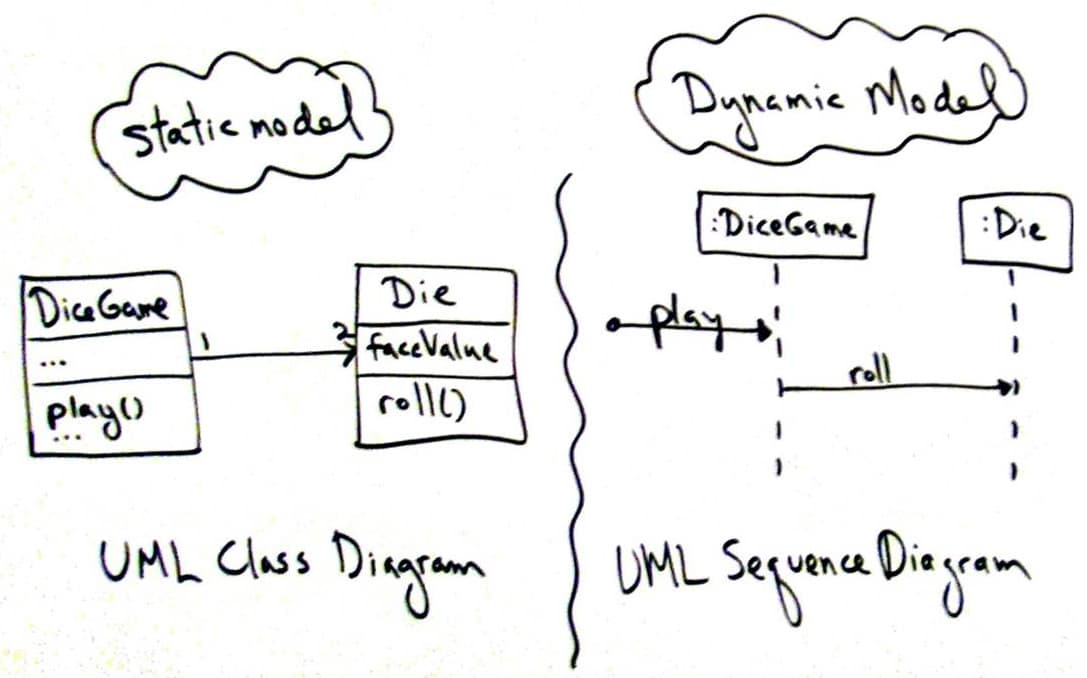 static model
DiceGame
...
play()
...
1
2
Die
faceValue
roll()
UML Class Diagram
Dynamic Model
:DiceGame
:Die
play
roll
UML Sequence Diagram